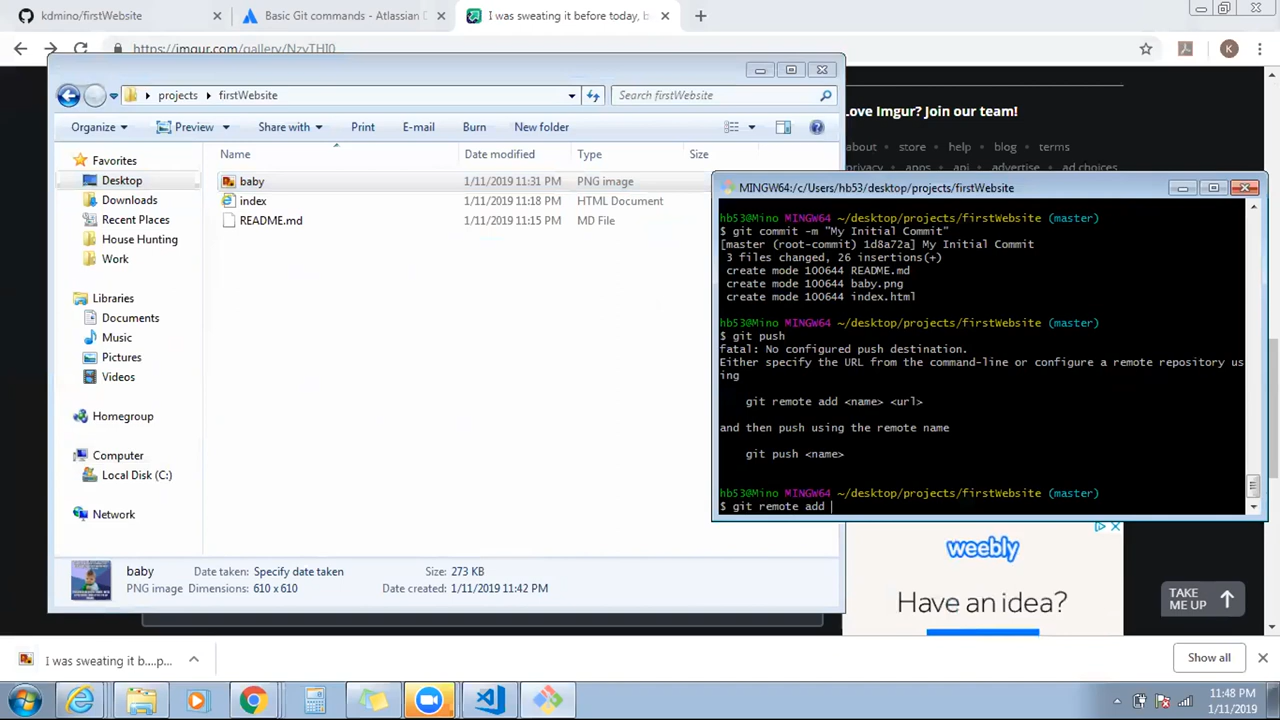 kdmino/firstWebsite
Basic Git commands - Atlassian D
I was sweating it before today, b
https://imgur.com/gallery/NzyTHI0
K
projects
firstWebsite
Search firstWebsite
Organize
Preview
Share with
Print
E-mail
Burn
New folder
Name
Date modified
Type
Size
Favorites
Desktop
Downloads
Recent Places
House Hunting
Work
Libraries
Documents
Music
Pictures
Videos
Homegroup
Computer
Local Disk (C:)
Network
baby 1/11/2019 11:31 PM PNG image
index 1/11/2019 11:18 PM HTML Document
README.md 1/11/2019 11:15 PM MD File
baby Date taken: Specify date taken Size: 273 KB
PNG image Dimensions: 610 x 610 Date created: 1/11/2019 11:42 PM
Love Imgur? Join our team!
about store help blog terms
privacy apps api advertise ad choices
MINGW64:/c/Users/hb53/desktop/projects/firstWebsite
hb53@Mino MINGW64 ~/desktop/projects/firstWebsite (master)
$ git commit -m "My Initial Commit"
[master (root-commit) 1d8a72a] My Initial Commit
3 files changed, 26 insertions(+)
create mode 100644 README.md
create mode 100644 baby.png
create mode 100644 index.html
hb53@Mino MINGW64 ~/desktop/projects/firstWebsite (master)
$ git push
fatal: No configured push destination.
Either specify the URL from the command-line or configure a remote repository us
ing
git remote add <name> <url>
and then push using the remote name
git push <name>
hb53@Mino MINGW64 ~/desktop/projects/firstWebsite (master)
$ git remote add
weebly
Have an idea?
TAKE
ME UP
I was sweating it b....p...
Show all
11:48 PM
1/11/2019